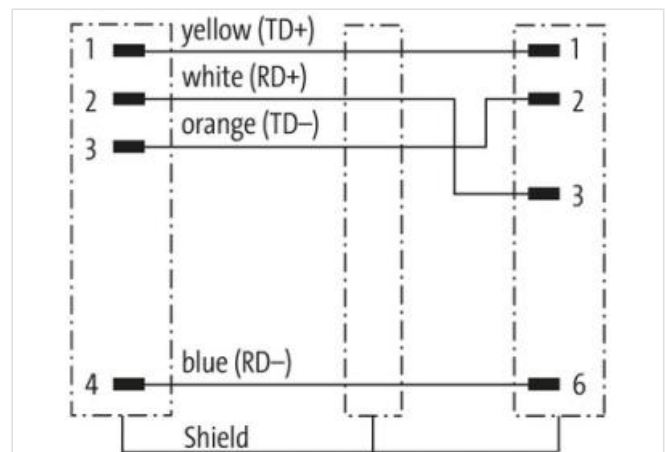 1 yellow (TD+) 1
2 white (RD+) 2
3 orange (TD–)
3
4 blue (RD–) 6
Shield